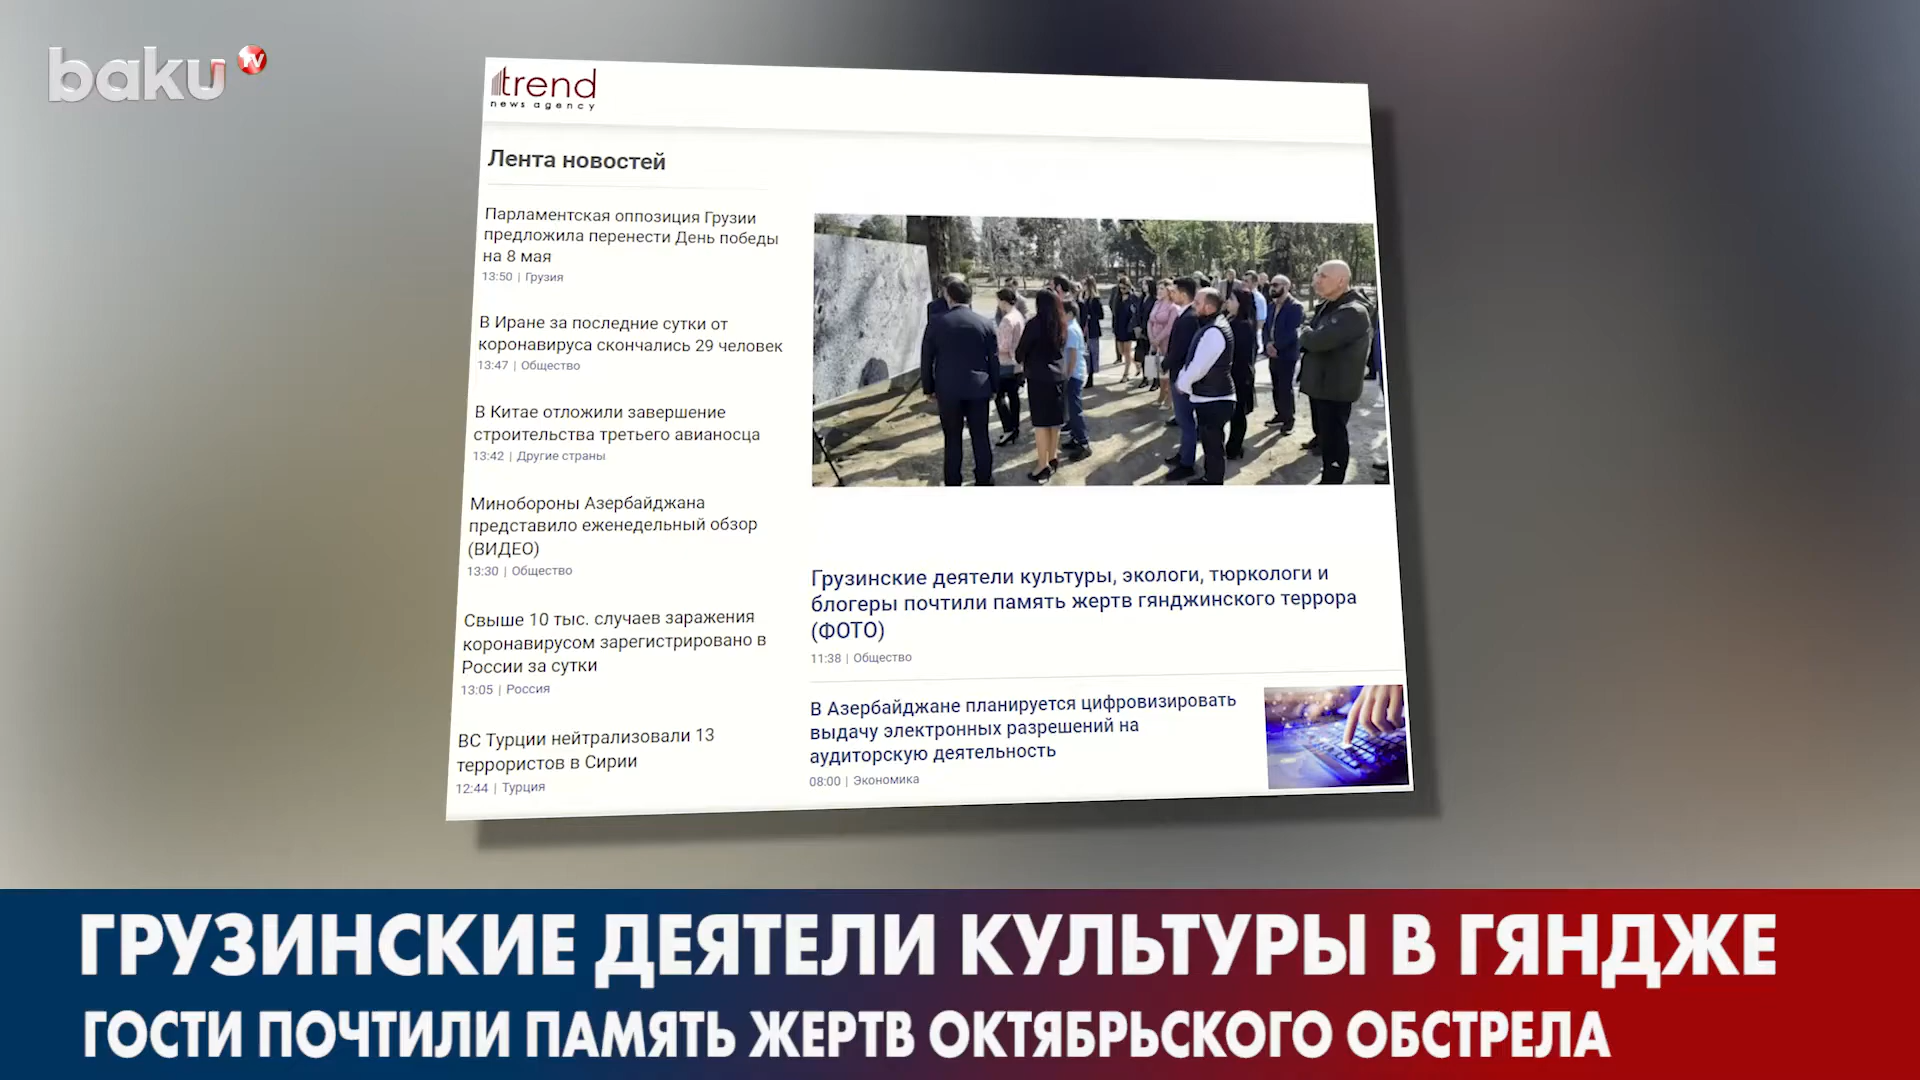 baku TV
trend
news agency
Лента новостей
Парламентская оппозиция Грузии
предложила перенести День победы
на 8 мая
13:50 | Грузия
В Иране за последние сутки от
коронавируса скончались 29 человек
13:47 | Общество
В Китае отложили завершение
строительства третьего авианосца
13:42 | Другие страны
Минобороны Азербайджана
представило еженедельный обзор
(ВИДЕО)
13:30 | Общество
Свыше 10 тыс. случаев заражения
коронавирусом зарегистрировано в
России за сутки
13:05 | Россия
ВС Турции нейтрализовали 13
террористов в Сирии
12:44 | Турция
Грузинские деятели культуры, экологи, тюркологи и
блогеры почтили память жертв гянджинского террора
(ФОТО)
11:38 | Общество
В Азербайджане планируется цифровизировать
выдачу электронных разрешений на
аудиторскую деятельность
08:00 | Экономика
ГРУЗИНСКИЕ ДЕЯТЕЛИ КУЛЬТУРЫ В ГЯНДЖЕ
ГОСТИ ПОЧТИЛИ ПАМЯТЬ ЖЕРТВ ОКТЯБРЬСКОГО ОБСТРЕЛА